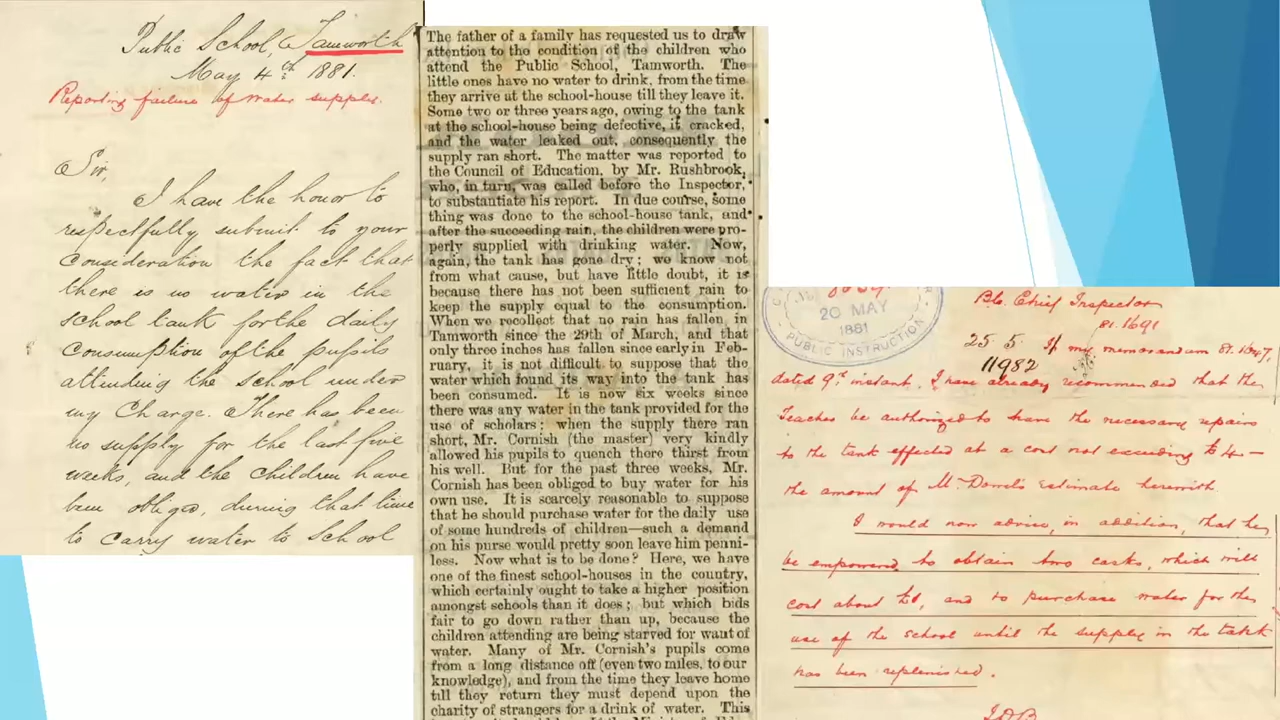 Public School, Tamworth
May 4th 1881.
Reporting failure of water supply.
Sir,
I have the honor to
respectfully submit to your
consideration the fact that
there is no water in the
school tank for the daily
consumption of the pupils
attending the School under
my Charge. There has been
no supply for the last five
weeks, and the Children have
been obliged, during that time
to carry water to School
The father of a family has requested us to draw
attention to the condition of the children who
attend the Public School, Tamworth. The
little ones have no water to drink, from the time
they arrive at the school-house till they leave it.
Some two or three years ago, owing to the tank
at the school-house being defective, it cracked,
and the water leaked out, consequently the
supply ran short. The matter was reported to
the Council of Education, by Mr. Rushbrook,
who, in turn, was called before the Inspector,
to substantiate his report. In due course, some
thing was done to the school-house tank, and
after the succeeding rain, the children were pro-
perly supplied with drinking water. Now,
again, the tank has gone dry; we know not
from what cause, but have little doubt, it is
because there has not been sufficient rain to
keep the supply equal to the consumption.
When we recollect that no rain has fallen in
Tamworth since the 29th of March, and that
only three inches has fallen since early in Feb-
ruary, it is not difficult to suppose that the
water which found its way into the tank has
been consumed. It is now six weeks since
there was any water in the tank provided for the
use of scholars; when the supply there ran
short, Mr. Cornish (the master) very kindly
allowed his pupils to quench there thirst from
his well. But for the past three weeks, Mr.
Cornish has been obliged to buy water for his
own use. It is scarcely reasonable to suppose
that he should purchase water for the daily use
of some hundreds of children—such a demand
on his purse would pretty soon leave him penni-
less. Now what is to be done? Here, we have
one of the finest school-houses in the country,
which certainly ought to take a higher position
amongst schools than it does; but which bids
fair to go down rather than up, because the
children attending are being starved for want of
water. Many of Mr. Cornish's pupils come
from a long distance off (even two miles, to our
knowledge), and from the time they leave home
till they return they must depend upon the
charity of strangers for a drink of water. This
20 MAY
1881
PUBLIC INSTRUCTION
B.C. Chief Inspector
81.1691
25 5 If my memorandum 81.1647,
11982
dated 9th instant, I have already recommended that the
Teacher be authorized to have the necessary repairs
to the tank effected at a cost not exceeding £4 —
the amount of Estimate herewith.
I would now advise, in addition, that he
be empowered to obtain two casks, which will
cost about £1, and to purchase water for the
use of the school until the supply in the tank
has been replenished.